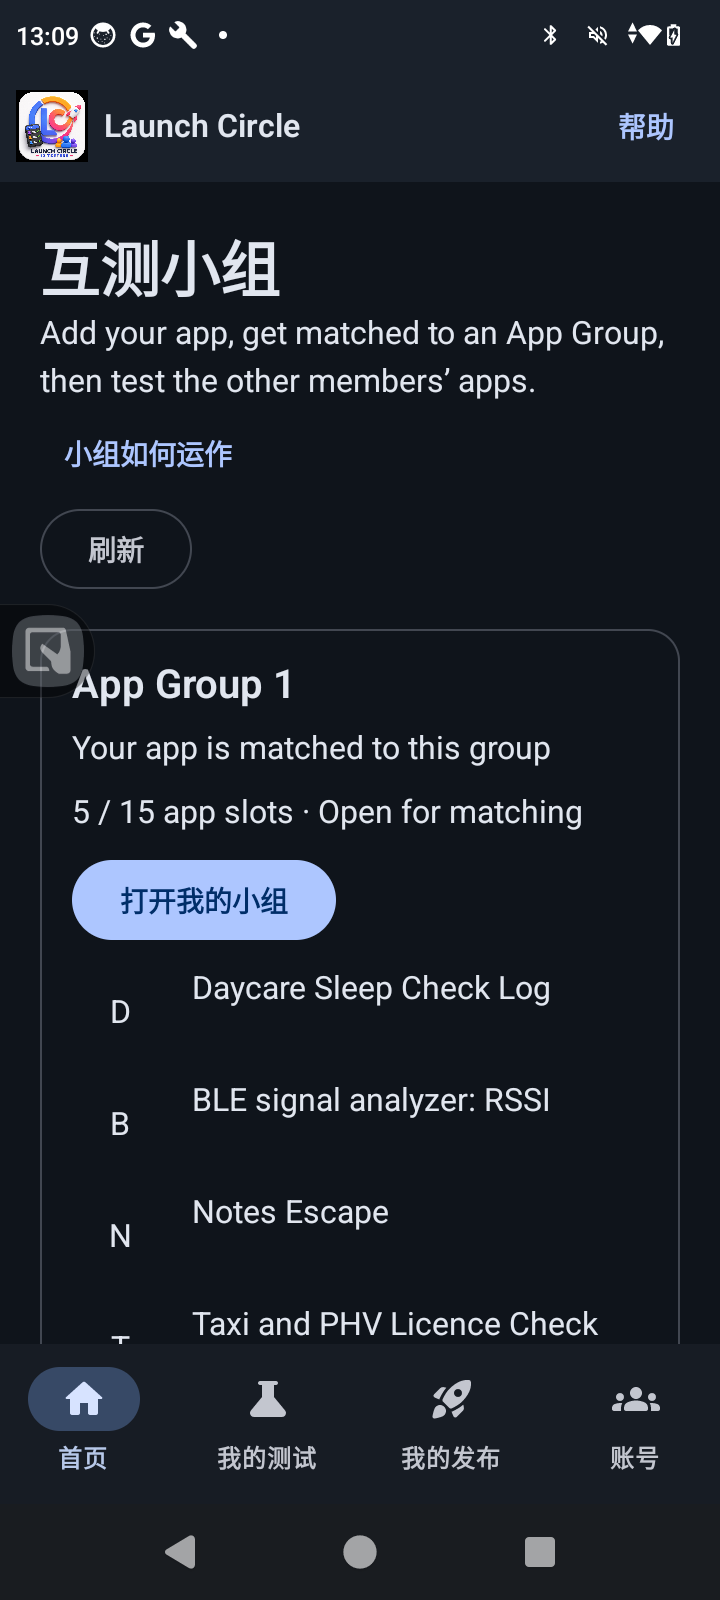 13:09
LAUNCH CIRCLE
Launch Circle
帮助
互测小组
Add your app, get matched to an App Group,
then test the other members’ apps.
小组如何运作
刷新
App Group 1
Your app is matched to this group
5 / 15 app slots · Open for matching
打开我的小组
D
Daycare Sleep Check Log
B
BLE signal analyzer: RSSI
N
Notes Escape
T
Taxi and PHV Licence Check
首页
我的测试
我的发布
账号